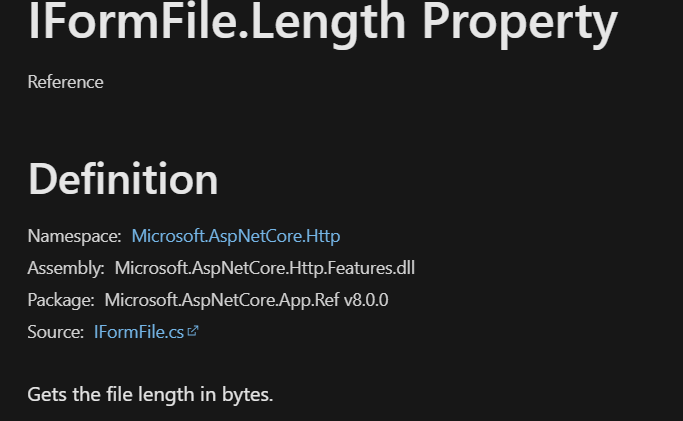 IFormFile.Length Property
Reference
Definition
Namespace: Microsoft.AspNetCore.Http
Assembly: Microsoft.AspNetCore.Http.Features.dll
Package: Microsoft.AspNetCore.App.Ref v8.0.0
Source: IFormFile.cs
Gets the file length in bytes.